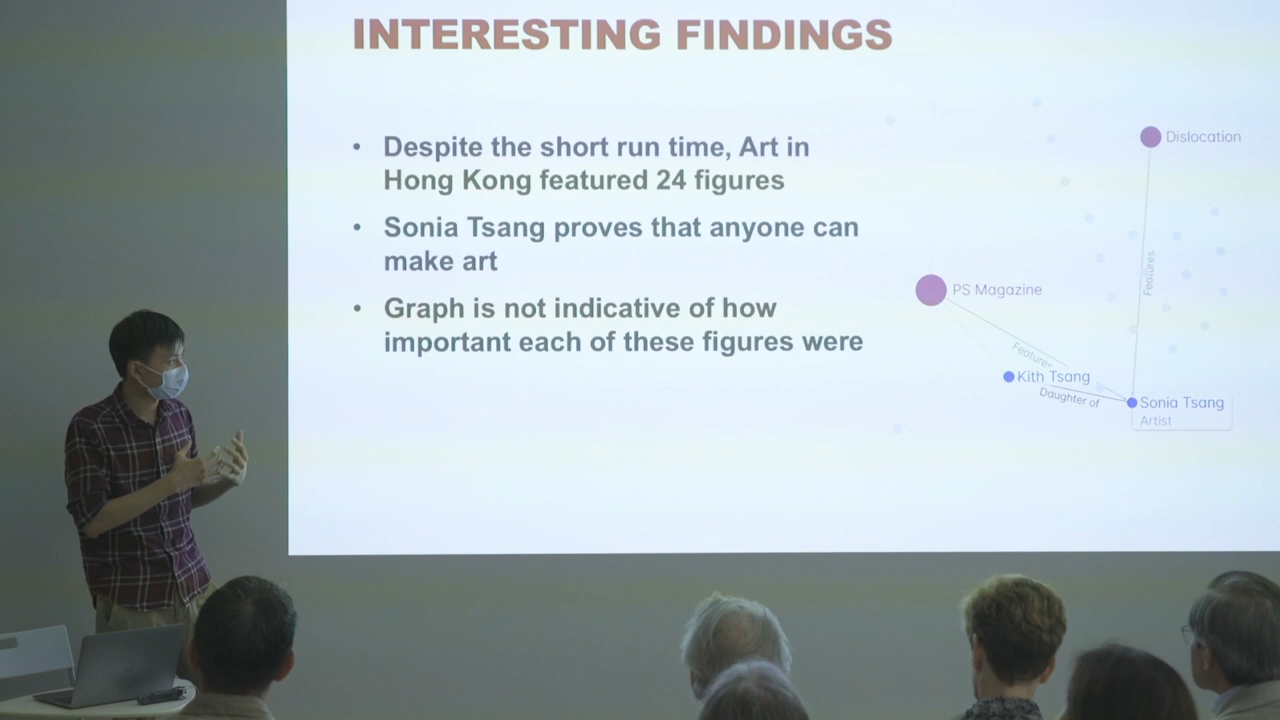 INTERESTING FINDINGS
• Despite the short run time, Art in
Hong Kong featured 24 figures
• Sonia Tsang proves that anyone can
make art
• Graph is not indicative of how
important each of these figures were
Dislocation
Features
PS Magazine
Features
Kith Tsang
Daughter of
Sonia Tsang
Artist